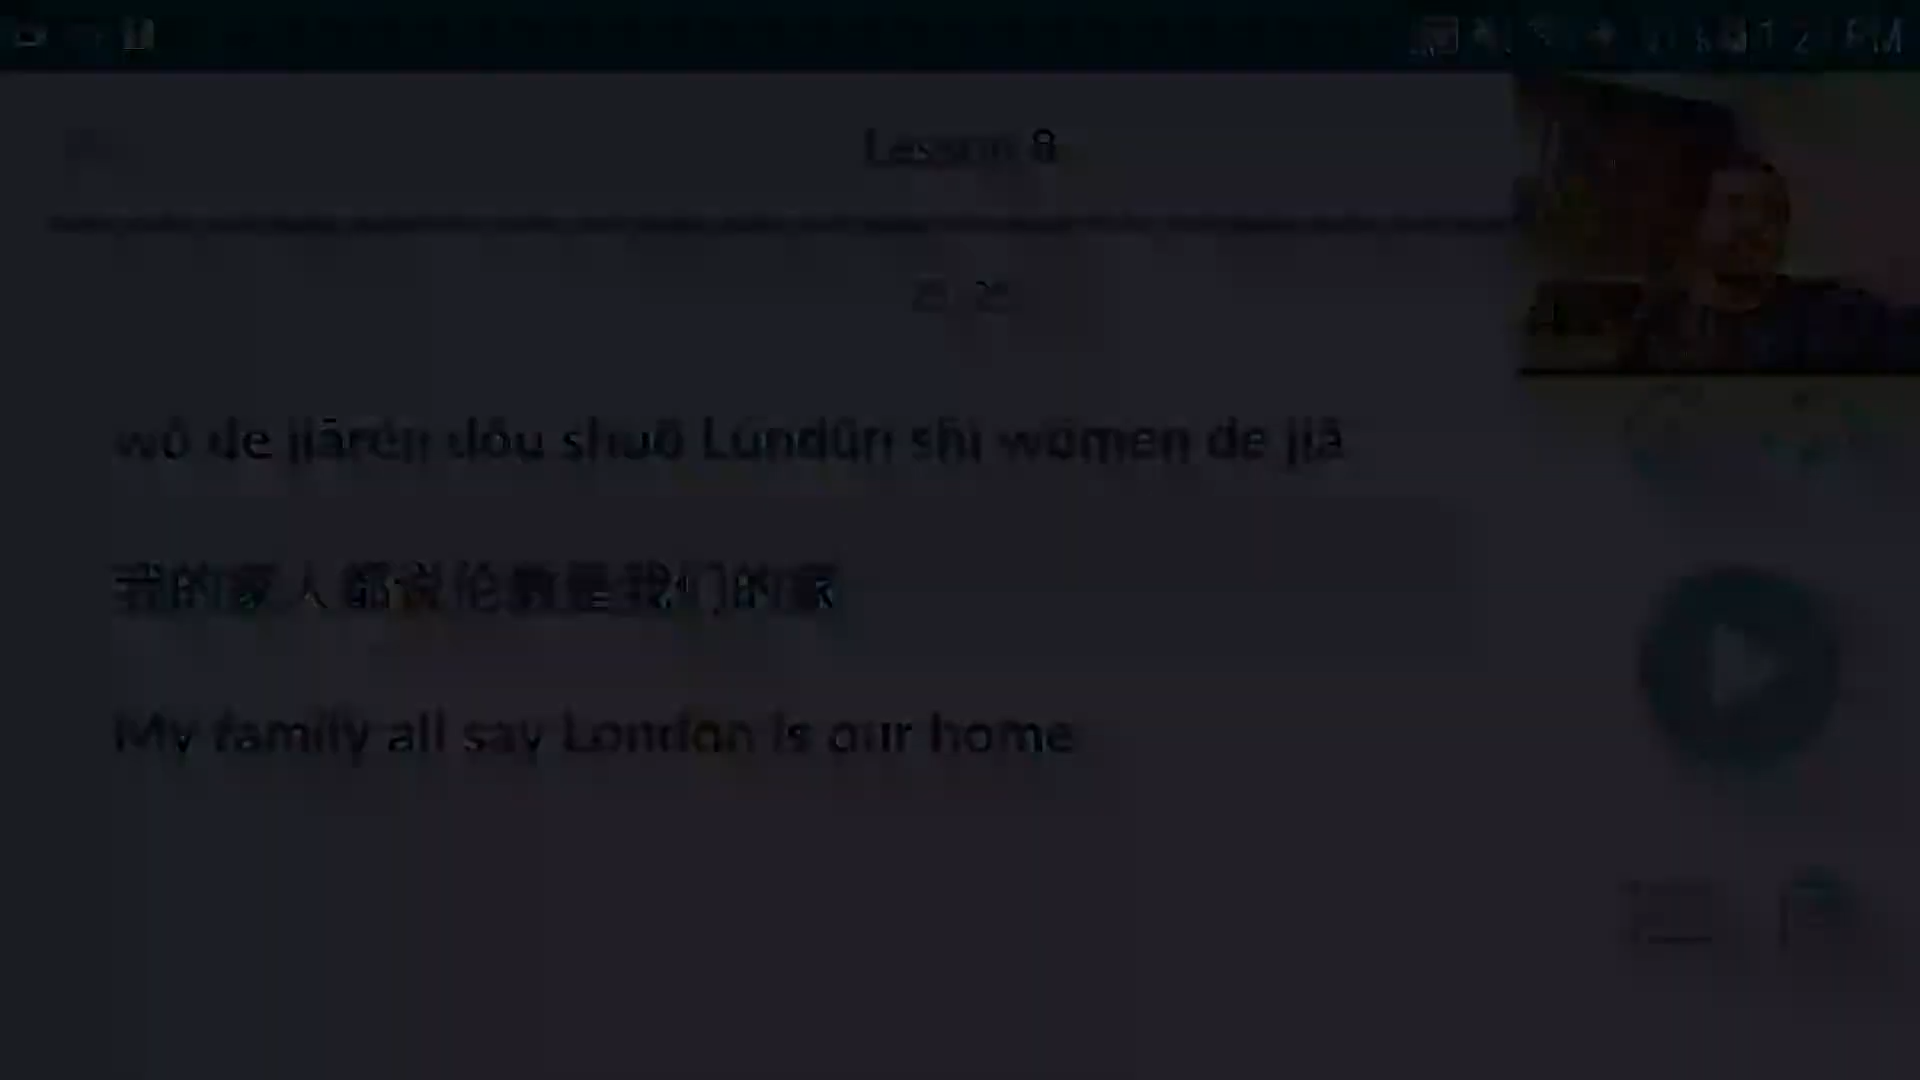 Lesson 8
wǒ de jiārén dōu shuō Lúndūn shì wǒmen de jiā
我的家人都说伦敦是我们的家
My family all say London is our home